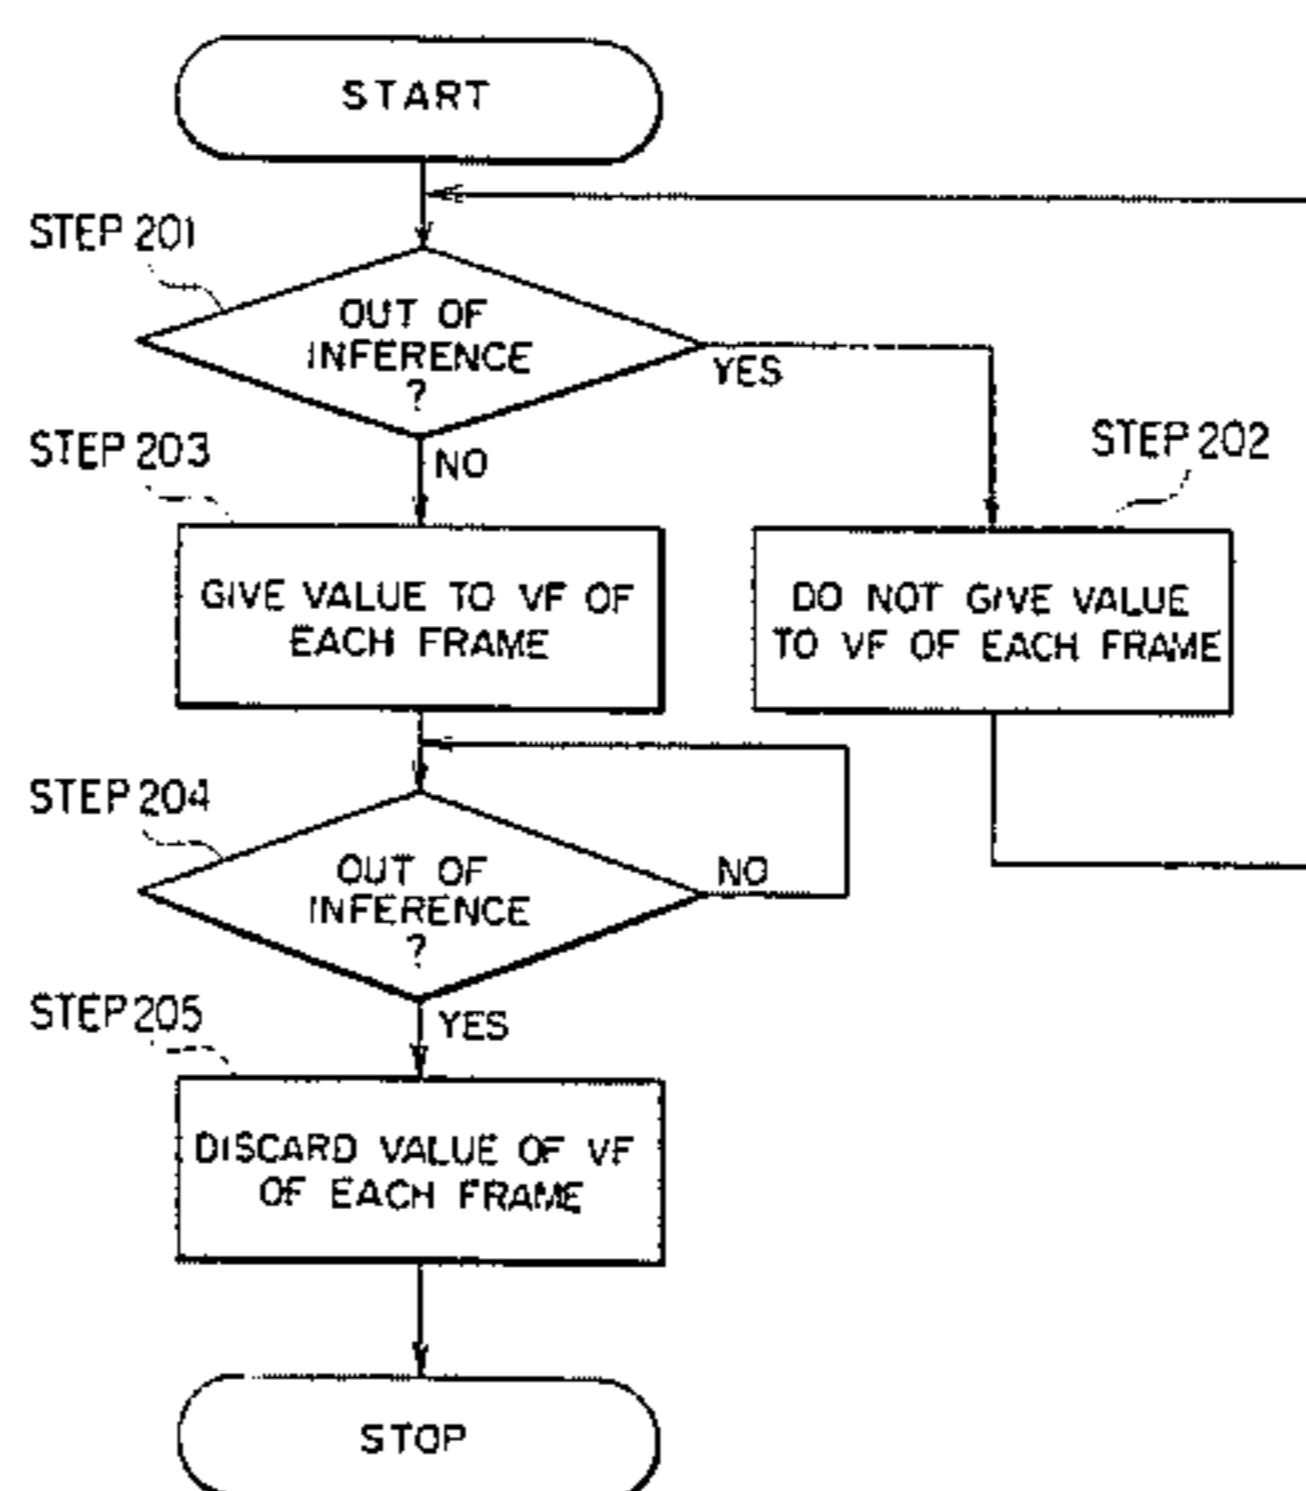 START
STEP 201
OUT OF
INFERENCE
?
YES
NO
STEP 202
STEP 203
GIVE VALUE TO VF OF
EACH FRAME
DO NOT GIVE VALUE
TO VF OF EACH FRAME
STEP 204
OUT OF
INFERENCE
?
NO
YES
STEP 205
DISCARD VALUE OF VF
OF EACH FRAME
STOP